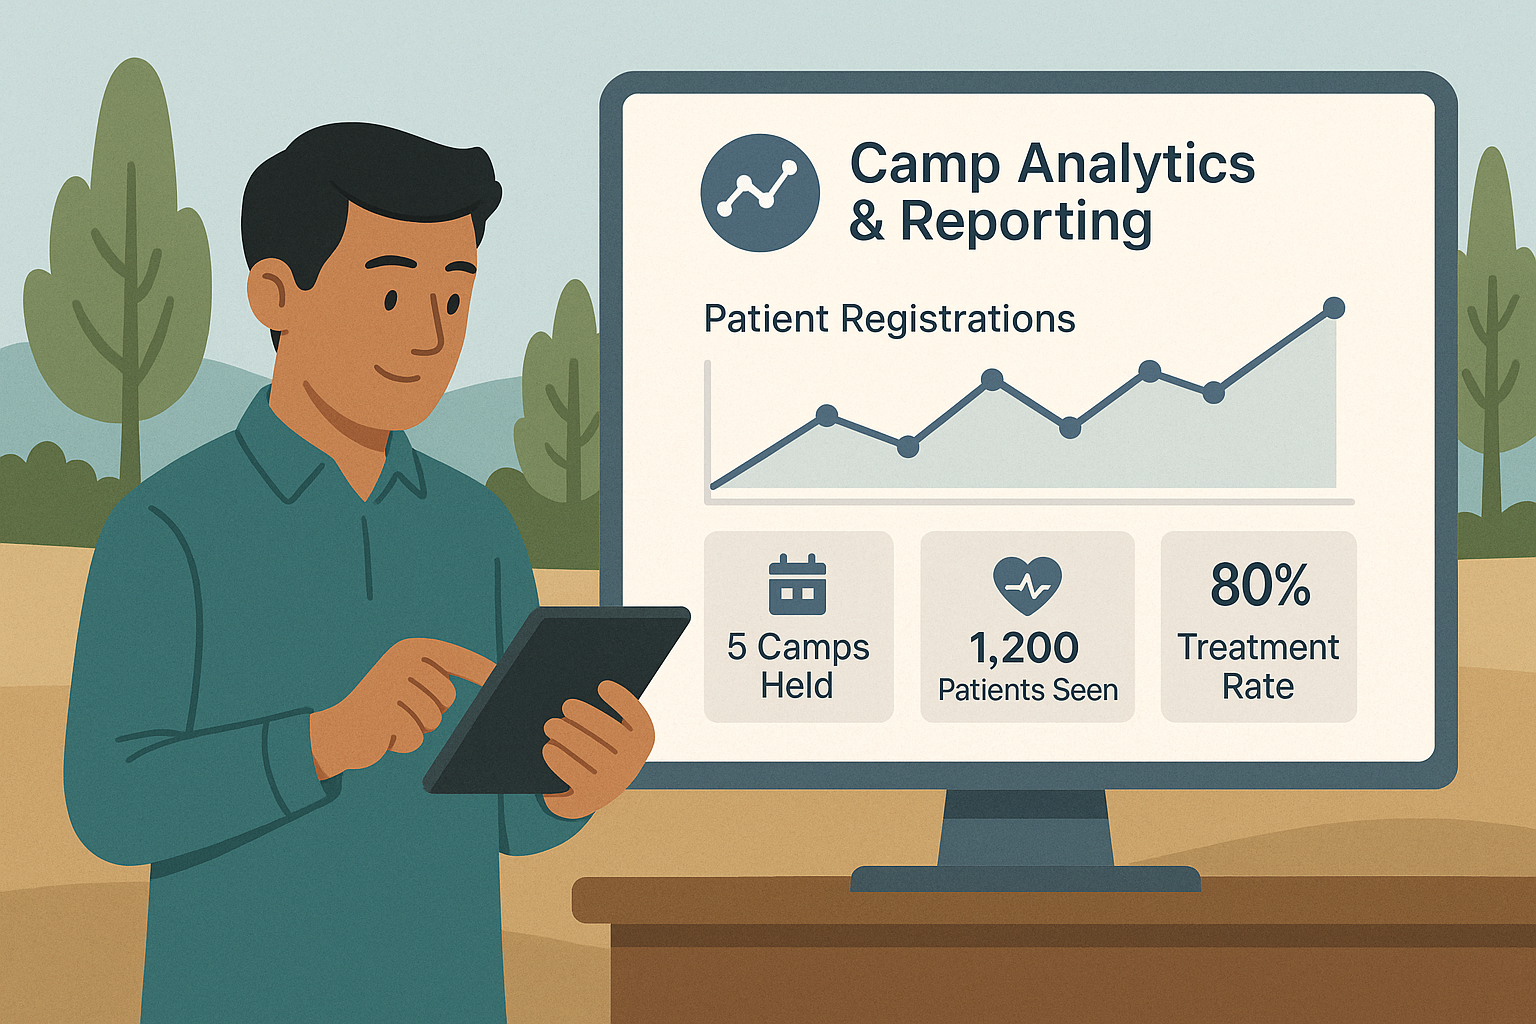 Camp Analytics
& Reporting
Patient Registrations
5 Camps
Held
1,200
Patients Seen
80%
Treatment
Rate